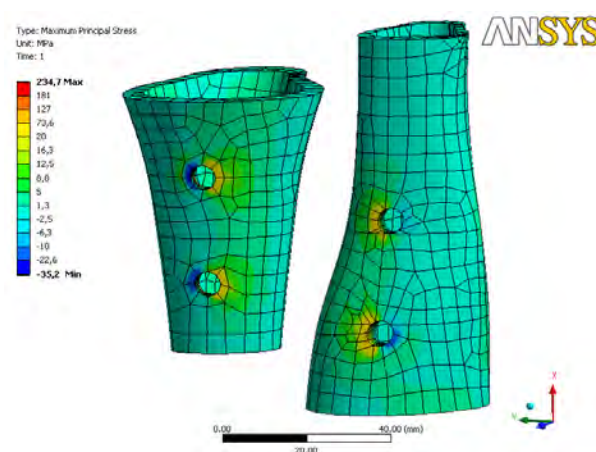 Type: Maximum Principal Stress
Unit: MPa
Time: 1
ANSYS
234,7 Max
181
127
73,6
20
16,3
12,5
8,8
5
1,3
-2,5
-6,3
-10
-22,6
-35,2 Min
X
Y
0.00
40.00 (mm)
20.00